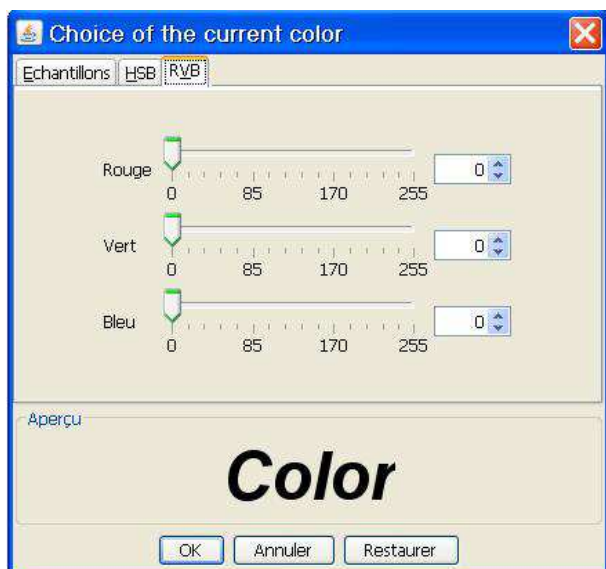 Choice of the current color
Echantillons HSB RVB
Rouge 0
0 85 170 255
Vert 0
0 85 170 255
Bleu 0
0 85 170 255
Aperçu
Color
OK Annuler Restaurer